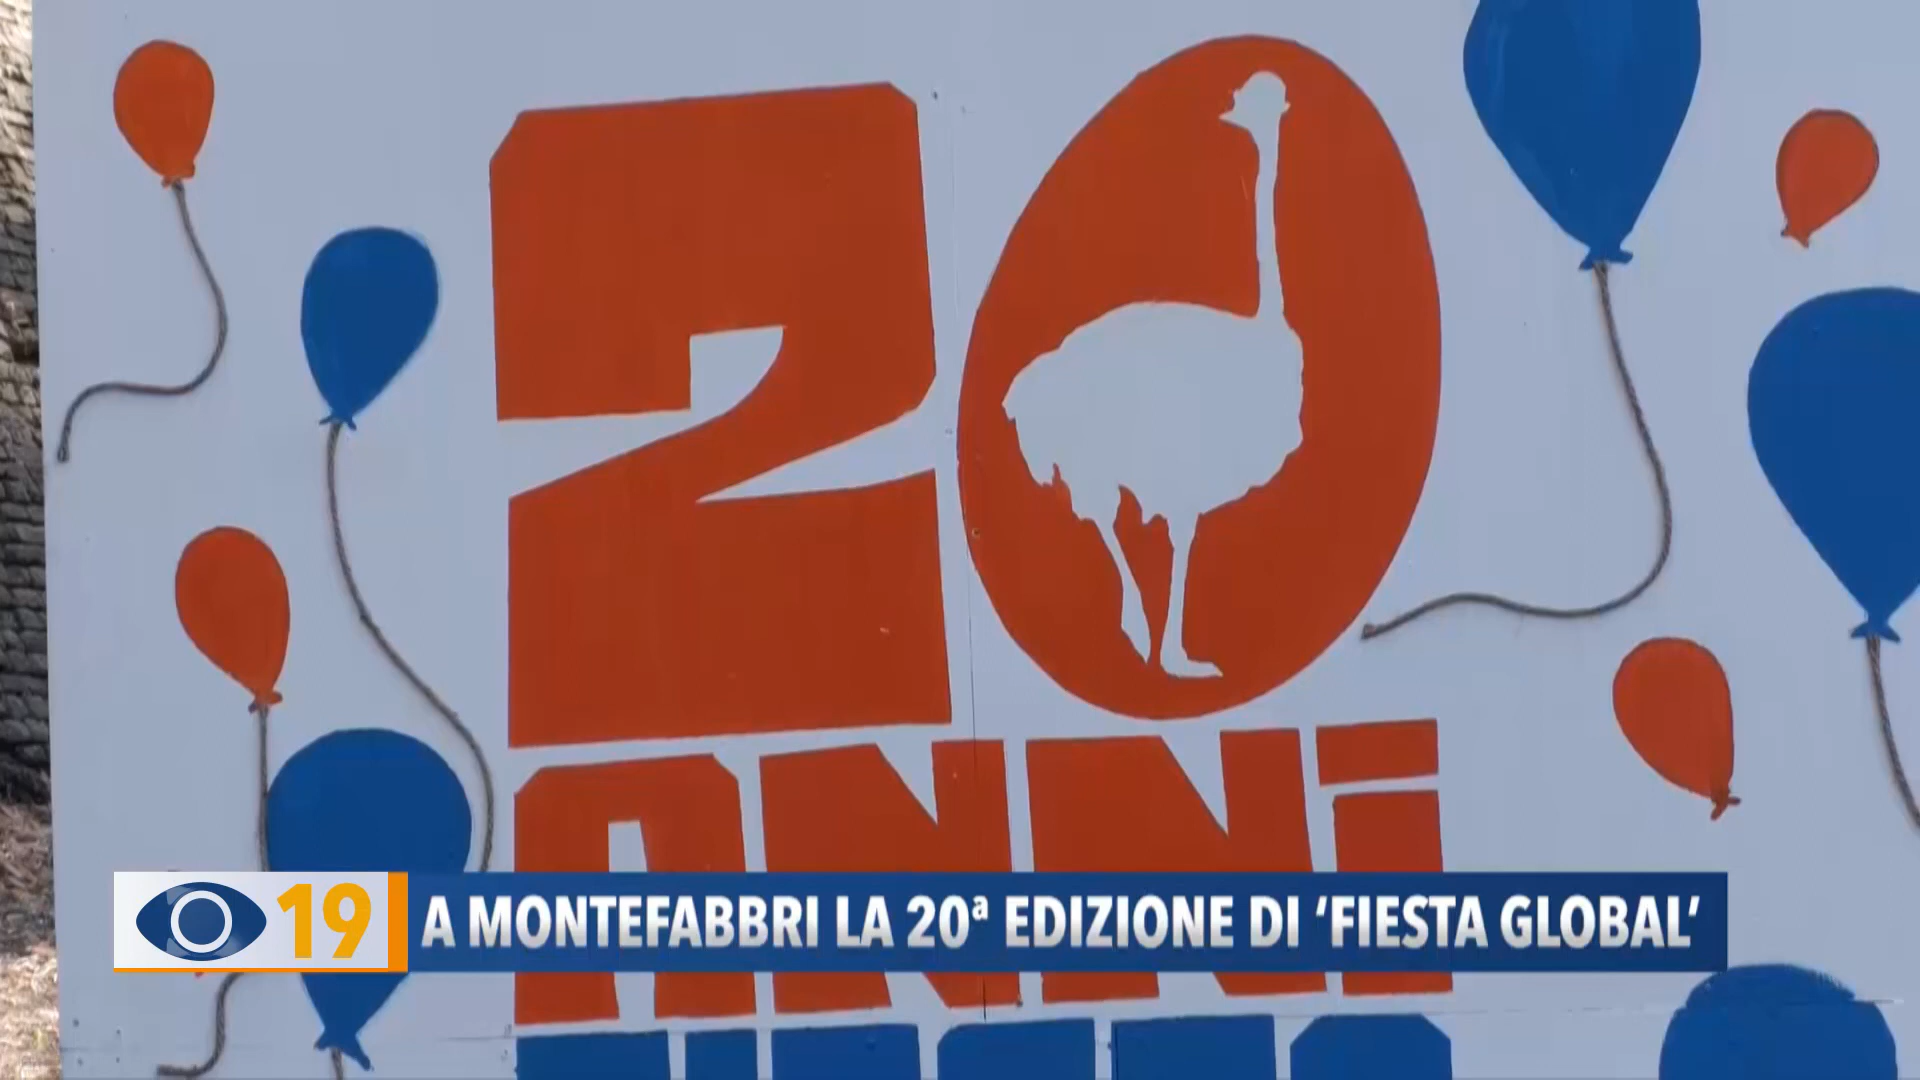 20
ANNi
19
A MONTEFABBRI LA 20ª EDIZIONE DI ‘FIESTA GLOBAL’